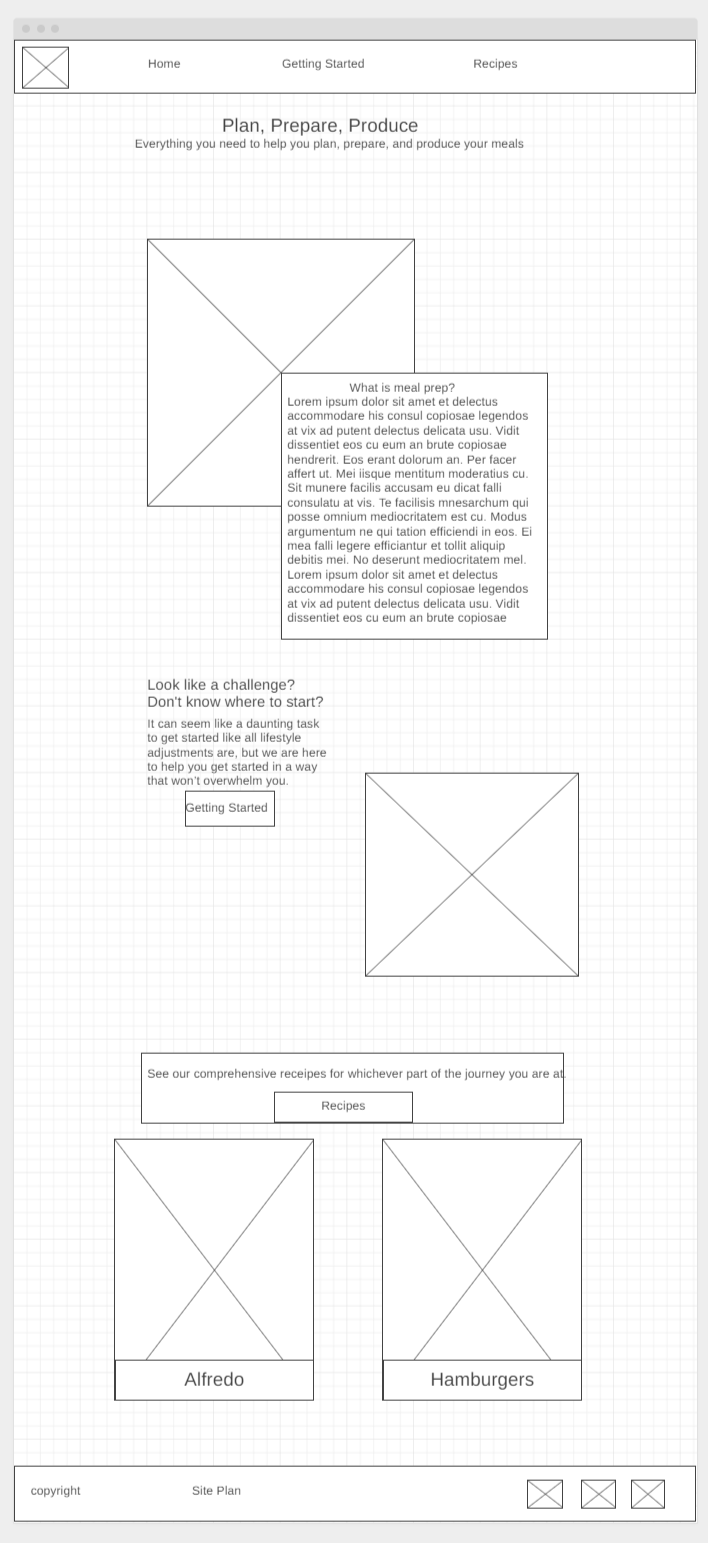 Home Getting Started Recipes
Plan, Prepare, Produce
Everything you need to help you plan, prepare, and produce your meals
What is meal prep?
Lorem ipsum dolor sit amet et delectus
accommodare his consul copiosae legendos
at vix ad putent delectus delicata usu. Vidit
dissentiet eos cu eum an brute copiosae
hendrerit. Eos erant dolorum an. Per facer
affert ut. Mei iisque mentitum moderatius cu.
Sit munere facilis accusam eu dicat falli
consulatu at vis. Te facilisis mnesarchum qui
posse omnium mediocritatem est cu. Modus
argumentum ne qui tation efficiendi in eos. Ei
mea falli legere efficiantur et tollit aliquip
debitis mei. No deserunt mediocritatem mel.
Lorem ipsum dolor sit amet et delectus
accommodare his consul copiosae legendos
at vix ad putent delectus delicata usu. Vidit
dissentiet eos cu eum an brute copiosae
Look like a challenge?
Don't know where to start?
It can seem like a daunting task
to get started like all lifestyle
adjustments are, but we are here
to help you get started in a way
that won't overwhelm you.
Getting Started
See our comprehensive receipes for whichever part of the journey you are at.
Recipes
Alfredo Hamburgers
copyright Site Plan